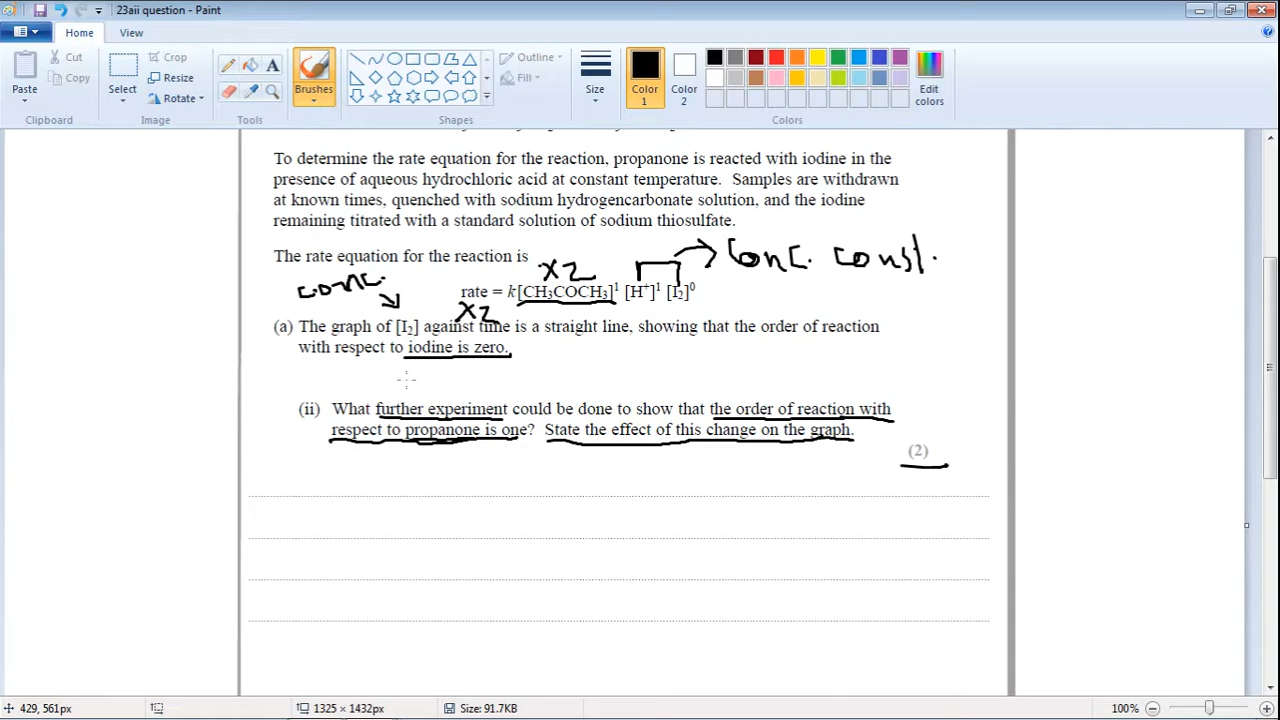 23aii question - Paint
Home View
Cut
Copy
Paste
Clipboard
Crop
Resize
Rotate
Select
Image
Tools
Brushes
Outline
Fill
Shapes
Size
Color 1
Color 2
Edit colors
Colors
To determine the rate equation for the reaction, propanone is reacted with iodine in the
presence of aqueous hydrochloric acid at constant temperature. Samples are withdrawn
at known times, quenched with sodium hydrogencarbonate solution, and the iodine
remaining titrated with a standard solution of sodium thiosulfate.
The rate equation for the reaction is
conc. const.
x2
conc.
rate = k[CH₃COCH₃]¹ [H⁺]¹ [I₂]⁰
x2
(a) The graph of [I₂] against time is a straight line, showing that the order of reaction
with respect to iodine is zero.
(ii) What further experiment could be done to show that the order of reaction with
respect to propanone is one? State the effect of this change on the graph.
(2)
429, 561px
1325 × 1432px
Size: 91.7KB
100%